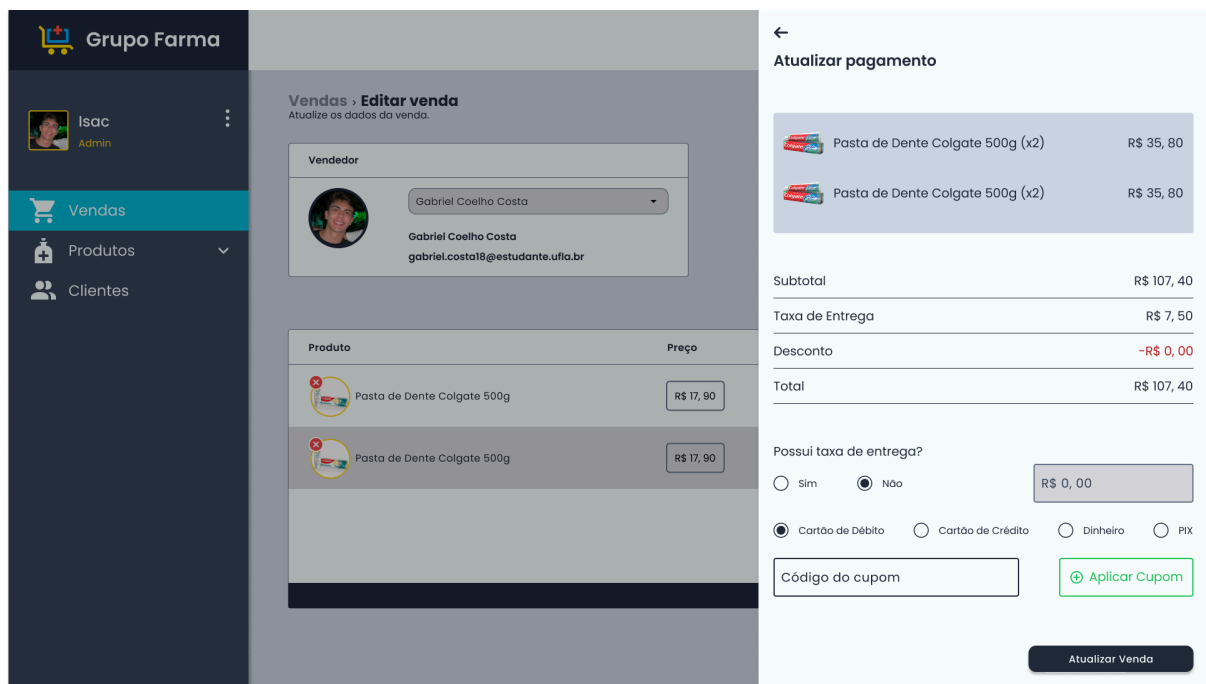 Grupo Farma
Isac
Admin
Vendas
Produtos
Clientes
Vendas › Editar venda
Atualize os dados da venda.
Vendedor
Gabriel Coelho Costa
Gabriel Coelho Costa
gabriel.costa18@estudante.ufla.br
Produto Preço
Pasta de Dente Colgate 500g R$ 17, 90
Pasta de Dente Colgate 500g R$ 17, 90
Atualizar pagamento
Colgate Pasta de Dente Colgate 500g (x2) R$ 35, 80
Colgate Pasta de Dente Colgate 500g (x2) R$ 35, 80
Subtotal R$ 107, 40
Taxa de Entrega R$ 7, 50
Desconto -R$ 0, 00
Total R$ 107, 40
Possui taxa de entrega?
Sim Não R$ 0, 00
Cartão de Débito Cartão de Crédito Dinheiro PIX
Código do cupom Aplicar Cupom
Atualizar Venda